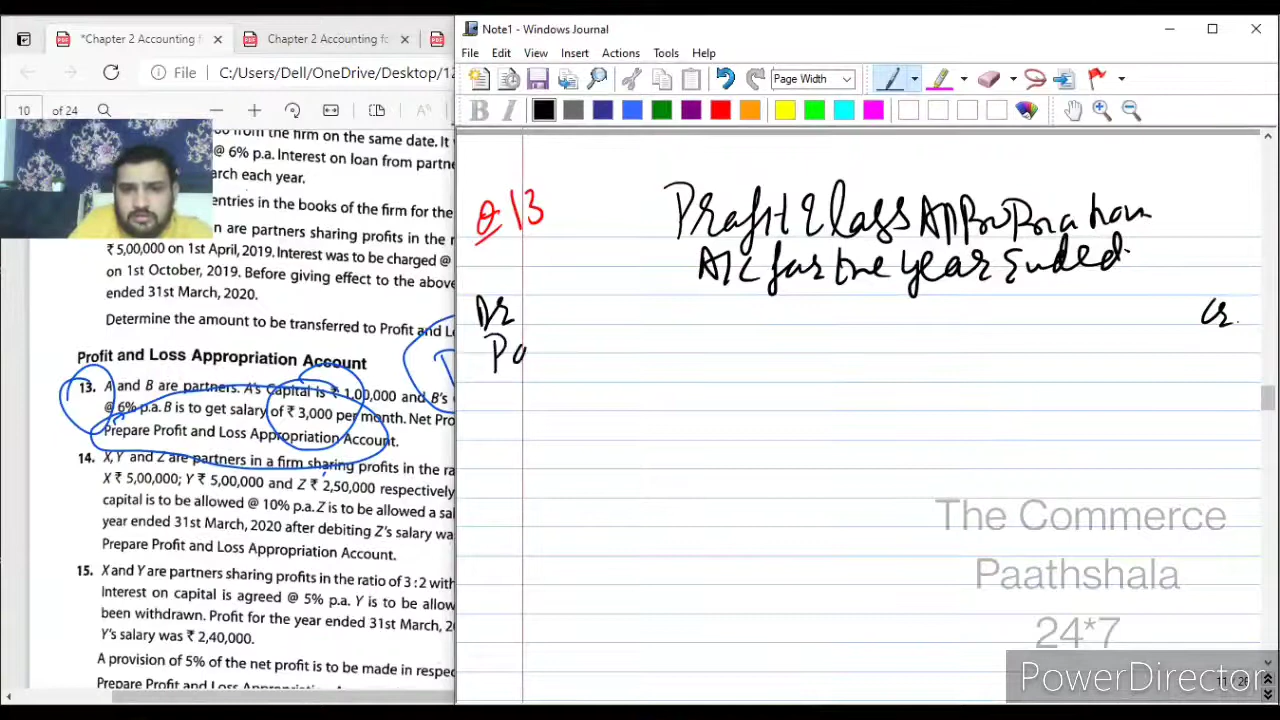 Note1 - Windows Journal
*Chapter 2 Accounting fo
Chapter 2 Accounting fo
File Edit View Insert Actions Tools Help
File C:/Users/Dell/OneDrive/Desktop/12
Page Width
10 of 24
B I
from the firm on the same date. It
@ 6% p.a. Interest on loan from partne
arch each year.
entries in the books of the firm for the
n are partners sharing profits in the r
₹ 5,00,000 on 1st April, 2019. Interest was to be charged @
on 1st October, 2019. Before giving effect to the above
ended 31st March, 2020.
Determine the amount to be transferred to Profit and Lo
Profit and Loss Appropriation Account
13. A and B are partners. A's Capital is ₹ 1,00,000 and B's
@ 6% p.a. B is to get salary of ₹ 3,000 per month. Net Pro
Prepare Profit and Loss Appropriation Account.
14. X, Y and Z are partners in a firm sharing profits in the ra
X ₹ 5,00,000; Y ₹ 5,00,000 and Z ₹ 2,50,000 respectively
capital is to be allowed @ 10% p.a. Z is to be allowed a sal
year ended 31st March, 2020 after debiting Z's salary wa
Prepare Profit and Loss Appropriation Account.
15. X and Y are partners sharing profits in the ratio of 3 : 2 with
Interest on capital is agreed @ 5% p.a. Y is to be allow
been withdrawn. Profit for the year ended 31st March, 2
Y's salary was ₹ 2,40,000.
A provision of 5% of the net profit is to be made in respec
Q 13
Profit & Loss Appropriation
A/c for the year Ended
Dr Cr.
Pa
The Commerce
Paathshala
24*7
PowerDirector